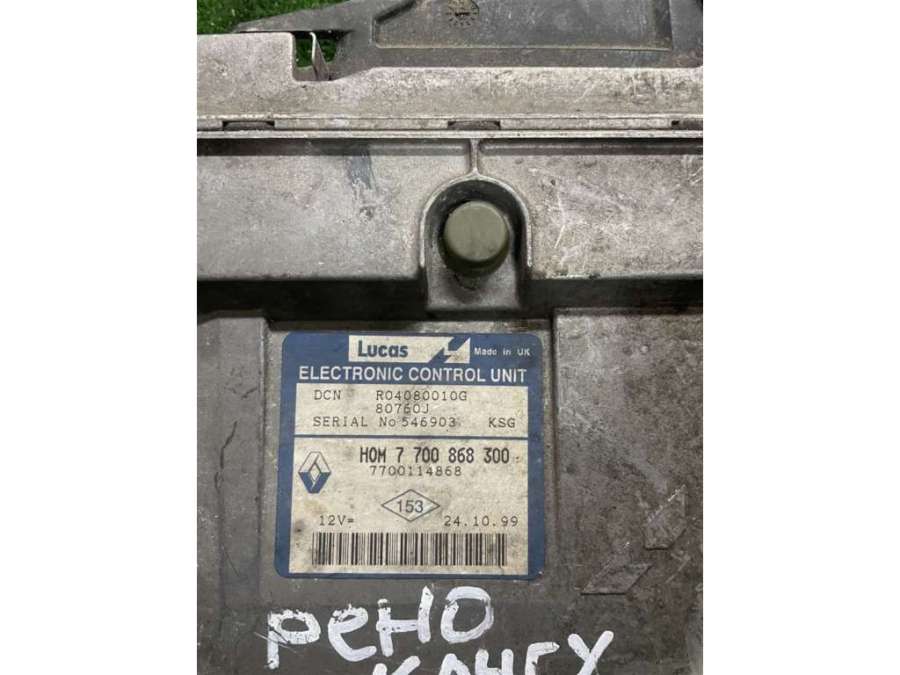 Lucas Made in UK
ELECTRONIC CONTROL UNIT
DCN R04080010G
80760J
SERIAL No 546903 KSG
HOM 7 700 868 300
7700114868
153
12V= 24.10.99
рено
кангу